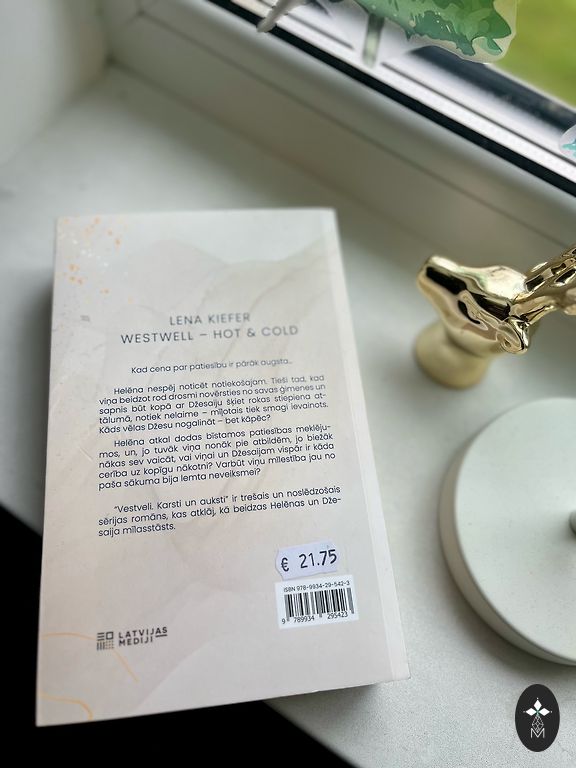 LENA KIEFER
WESTWELL – HOT & COLD
Kad cena par patiesību ir pārāk augsta...
Helēna nespēj noticēt notiekošajam. Tieši tad, kad
viņa beidzot rod drosmi novērsties no savas ģimenes un
sapnis būt kopā ar Džesaju šķiet rokas stiepiena at-
tālumā, notiek nelaime – mīļotais tiek smagi ievainots.
Kāds vēlas Džesu nogalināt – bet kāpēc?
Helēna atkal dodas bīstamos patiesības meklēju-
mos, un, jo tuvāk viņa nonāk pie atbildēm, jo biežāk
nākas sev vaicāt, vai viņai un Džesajam vispār ir kāda
cerība uz kopīgu nākotni? Varbūt viņu mīlestība jau no
paša sākuma bija lemta neveiksmei?
"Vestveli. Karsti un auksti" ir trešais un noslēdzošais
sērijas romāns, kas atklāj, kā beidzas Helēnas un Dže-
saija mīlasstāsts.
€ 21.75
ISBN 978-9934-29-542-3
9 789934 295423
LATVIJAS
MEDIJI
M